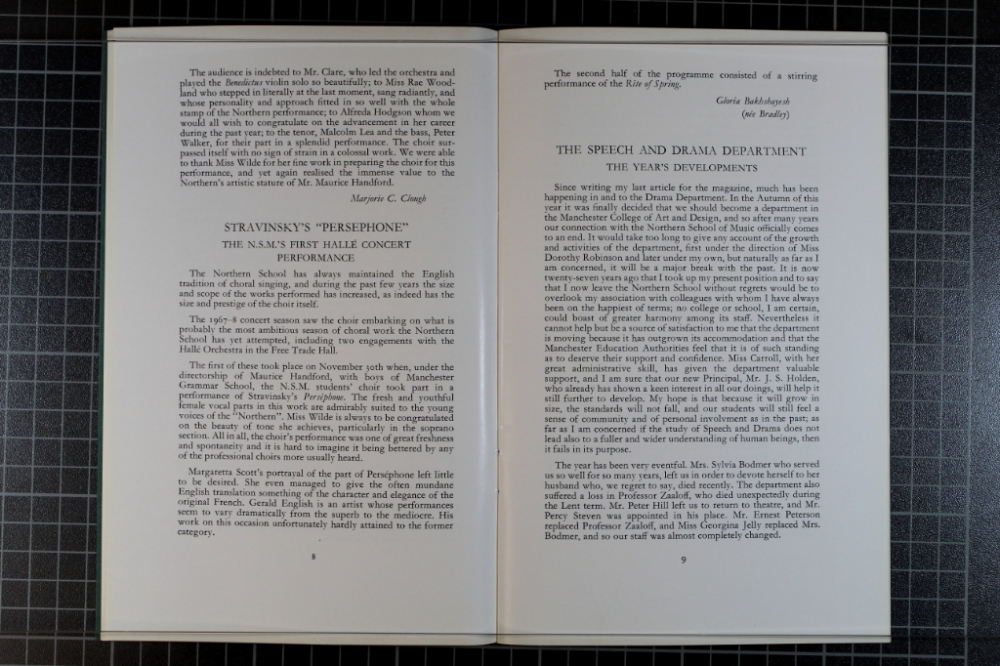 The audience is indebted to Mr. Clare, who led the orchestra and
played the Benedictus violin solo so beautifully; to Miss Rae Wood-
land who stepped in literally at the last moment, sang radiantly, and
whose personality and approach fitted in so well with the whole
stamp of the Northern performance; to Alfreda Hodgson whom we
would all wish to congratulate on the advancement in her career
during the past year; to the tenor, Malcolm Lea and the bass, Peter
Walker, for their part in a splendid performance. The choir sur-
passed itself with no sign of strain in a colossal work. We were able
to thank Miss Wilde for her fine work in preparing the choir for this
performance, and yet again realised the immense value to the
Northern's artistic stature of Mr. Maurice Handford.
Marjorie C. Clough
STRAVINSKY'S "PERSEPHONE"
THE N.S.M.'S FIRST HALLÉ CONCERT
PERFORMANCE
The Northern School has always maintained the English
tradition of choral singing, and during the past few years the size
and scope of the works performed has increased, as indeed has the
size and prestige of the choir itself.
The 1967–8 concert season saw the choir embarking on what is
probably the most ambitious season of choral work the Northern
School has yet attempted, including two engagements with the
Hallé Orchestra in the Free Trade Hall.
The first of these took place on November 30th when, under the
directorship of Maurice Handford, with boys of Manchester
Grammar School, the N.S.M. students' choir took part in a
performance of Stravinsky's Perséphone. The fresh and youthful
female vocal parts in this work are admirably suited to the young
voices of the "Northern". Miss Wilde is always to be congratulated
on the beauty of tone she achieves, particularly in the soprano
section. All in all, the choir's performance was one of great freshness
and spontaneity and it is hard to imagine it being bettered by any
of the professional choirs more usually heard.
Margaretta Scott's portrayal of the part of Perséphone left little
to be desired. She even managed to give the often mundane
English translation something of the character and elegance of the
original French. Gerald English is an artist whose performances
seem to vary dramatically from the superb to the mediocre. His
work on this occasion unfortunately hardly attained to the former
category.
8
The second half of the programme consisted of a stirring
performance of the Rite of Spring.
Gloria Bakhshayesh
(née Bradley)
THE SPEECH AND DRAMA DEPARTMENT
THE YEAR'S DEVELOPMENTS
Since writing my last article for the magazine, much has been
happening in and to the Drama Department. In the Autumn of this
year it was finally decided that we should become a department in
the Manchester College of Art and Design, and so after many years
our connection with the Northern School of Music officially comes
to an end. It would take too long to give any account of the growth
and activities of the department, first under the direction of Miss
Dorothy Robinson and later under my own, but naturally as far as I
am concerned, it will be a major break with the past. It is now
twenty-seven years ago that I took up my present position and to say
that I now leave the Northern School without regrets would be to
overlook my association with colleagues with whom I have always
been on the happiest of terms; no college or school, I am certain,
could boast of greater harmony among its staff. Nevertheless it
cannot help but be a source of satisfaction to me that the department
is moving because it has outgrown its accommodation and that the
Manchester Education Authorities feel that it is of such standing
as to deserve their support and confidence. Miss Carroll, with her
great administrative skill, has given the department valuable
support, and I am sure that our new Principal, Mr. J. S. Holden,
who already has shown a keen interest in all our doings, will help it
still further to develop. My hope is that because it will grow in
size, the standards will not fall, and our students will still feel a
sense of community and of personal involvement as in the past; as
far as I am concerned if the study of Speech and Drama does not
lead also to a fuller and wider understanding of human beings, then
it fails in its purpose.
The year has been very eventful. Mrs. Sylvia Bodmer who served
us so well for so many years, left us in order to devote herself to her
husband who, we regret to say, died recently. The department also
suffered a loss in Professor Zaaloff, who died unexpectedly during
the Lent term. Mr. Peter Hill left us to return to theatre, and Mr.
Percy Steven was appointed in his place. Mr. Ernest Peterson
replaced Professor Zaaloff, and Miss Georgina Jelly replaced Mrs.
Bodmer, and so our staff was almost completely changed.
9